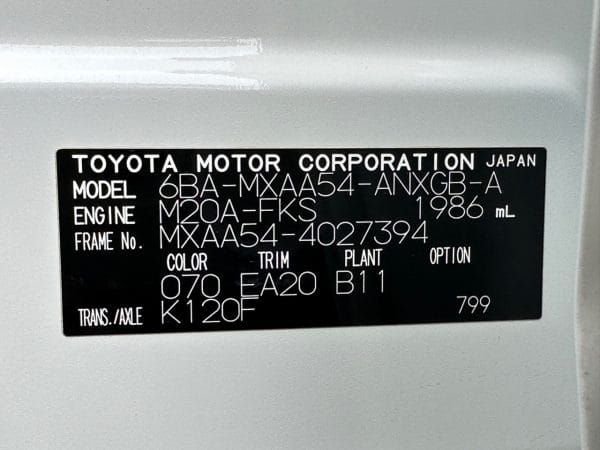 TOYOTA MOTOR CORPORATION JAPAN
MODEL 6BA-MXAA54-ANXGB-A
ENGINE M20A-FKS 1986 mL
FRAME No. MXAA54-4027394
COLOR TRIM PLANT OPTION
070 EA20 B11
TRANS./AXLE K120F 799